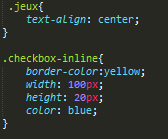 .jeux{
text-align: center;
}
.checkbox-inline{
border-color:yellow;
width: 100px;
height: 20px;
color: blue;
}